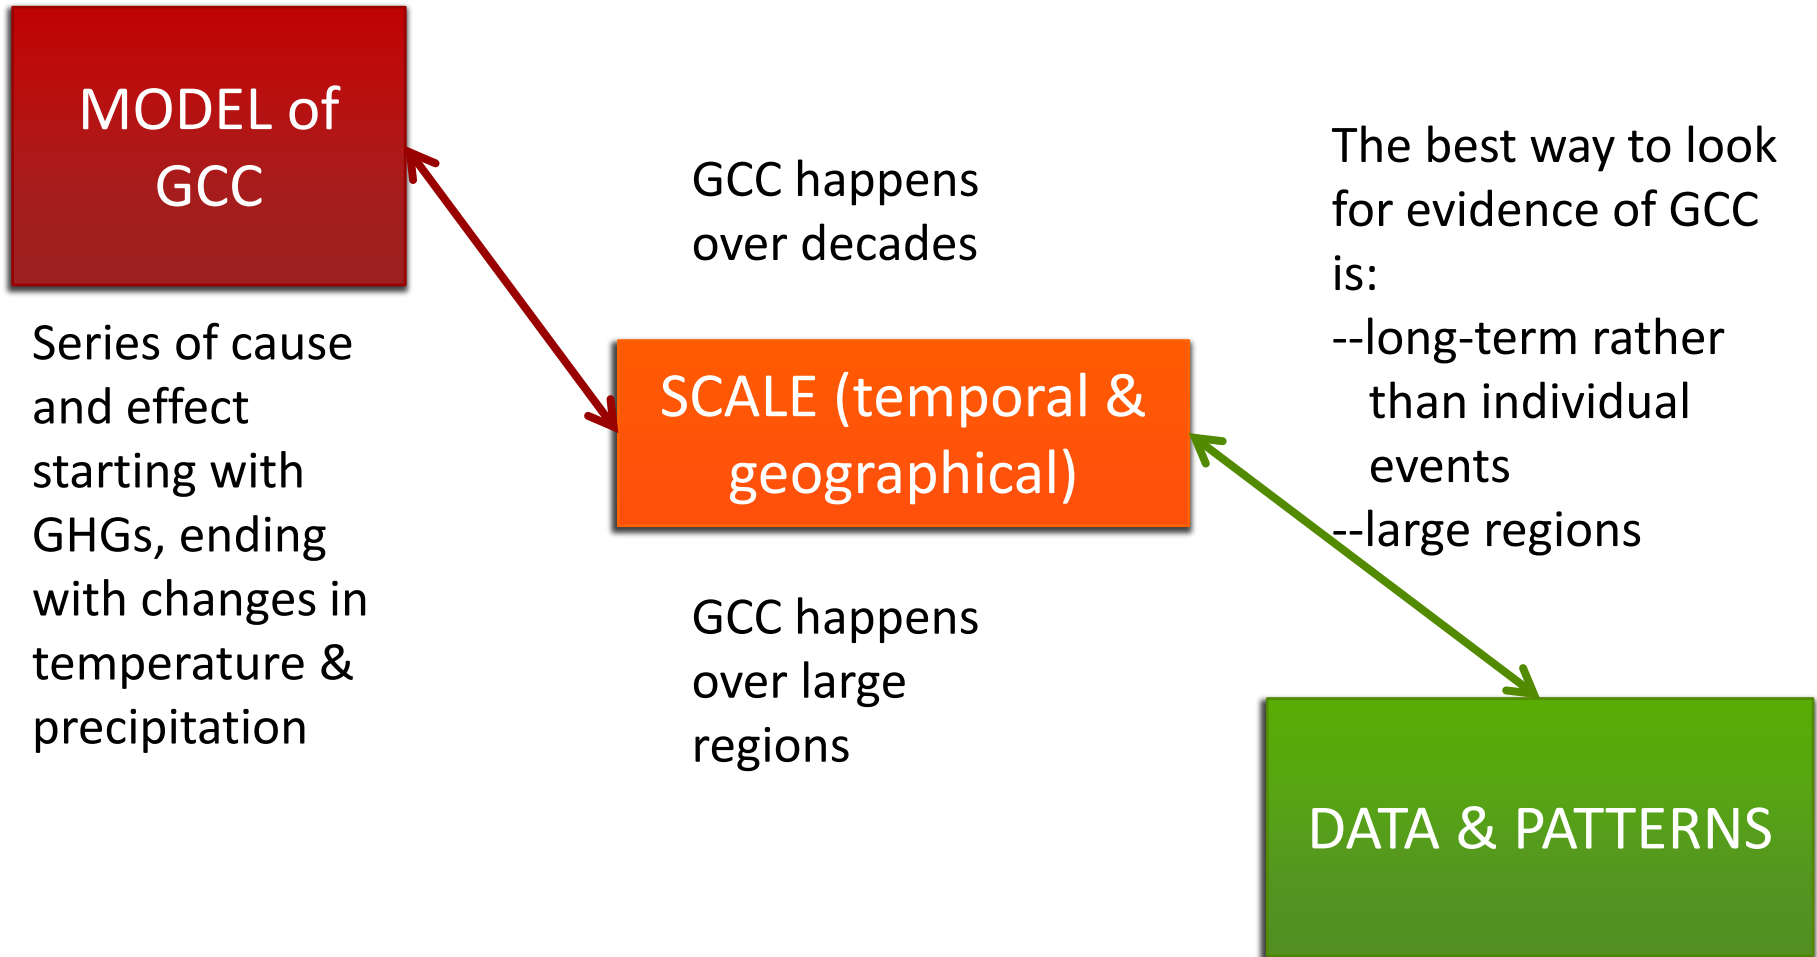 MODEL of
GCC
Series of cause
and effect
starting with
GHGs, ending
with changes in
temperature &
precipitation
GCC happens
over decades
SCALE (temporal &
geographical)
GCC happens
over large
regions
The best way to look
for evidence of GCC
is:
--long-term rather
than individual
events
--large regions
DATA & PATTERNS